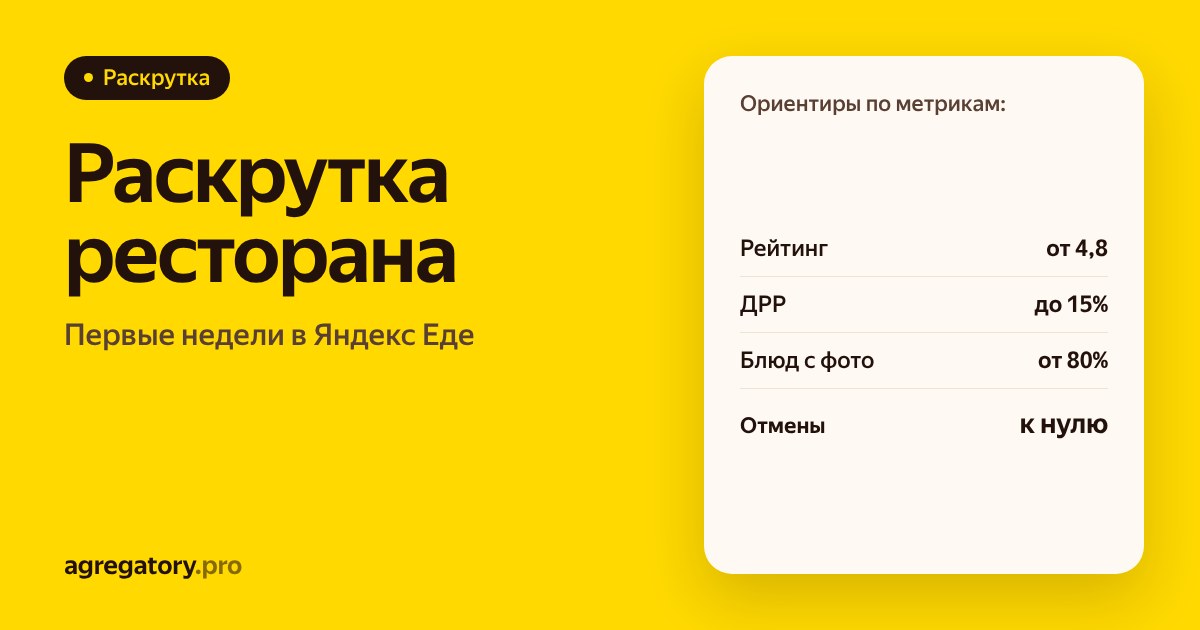 Раскрутка
Раскрутка
ресторана
Первые недели в Яндекс Еде
agregatory.pro
Ориентиры по метрикам:
Рейтинг от 4,8
ДРР до 15%
Блюд с фото от 80%
Отмены к нулю